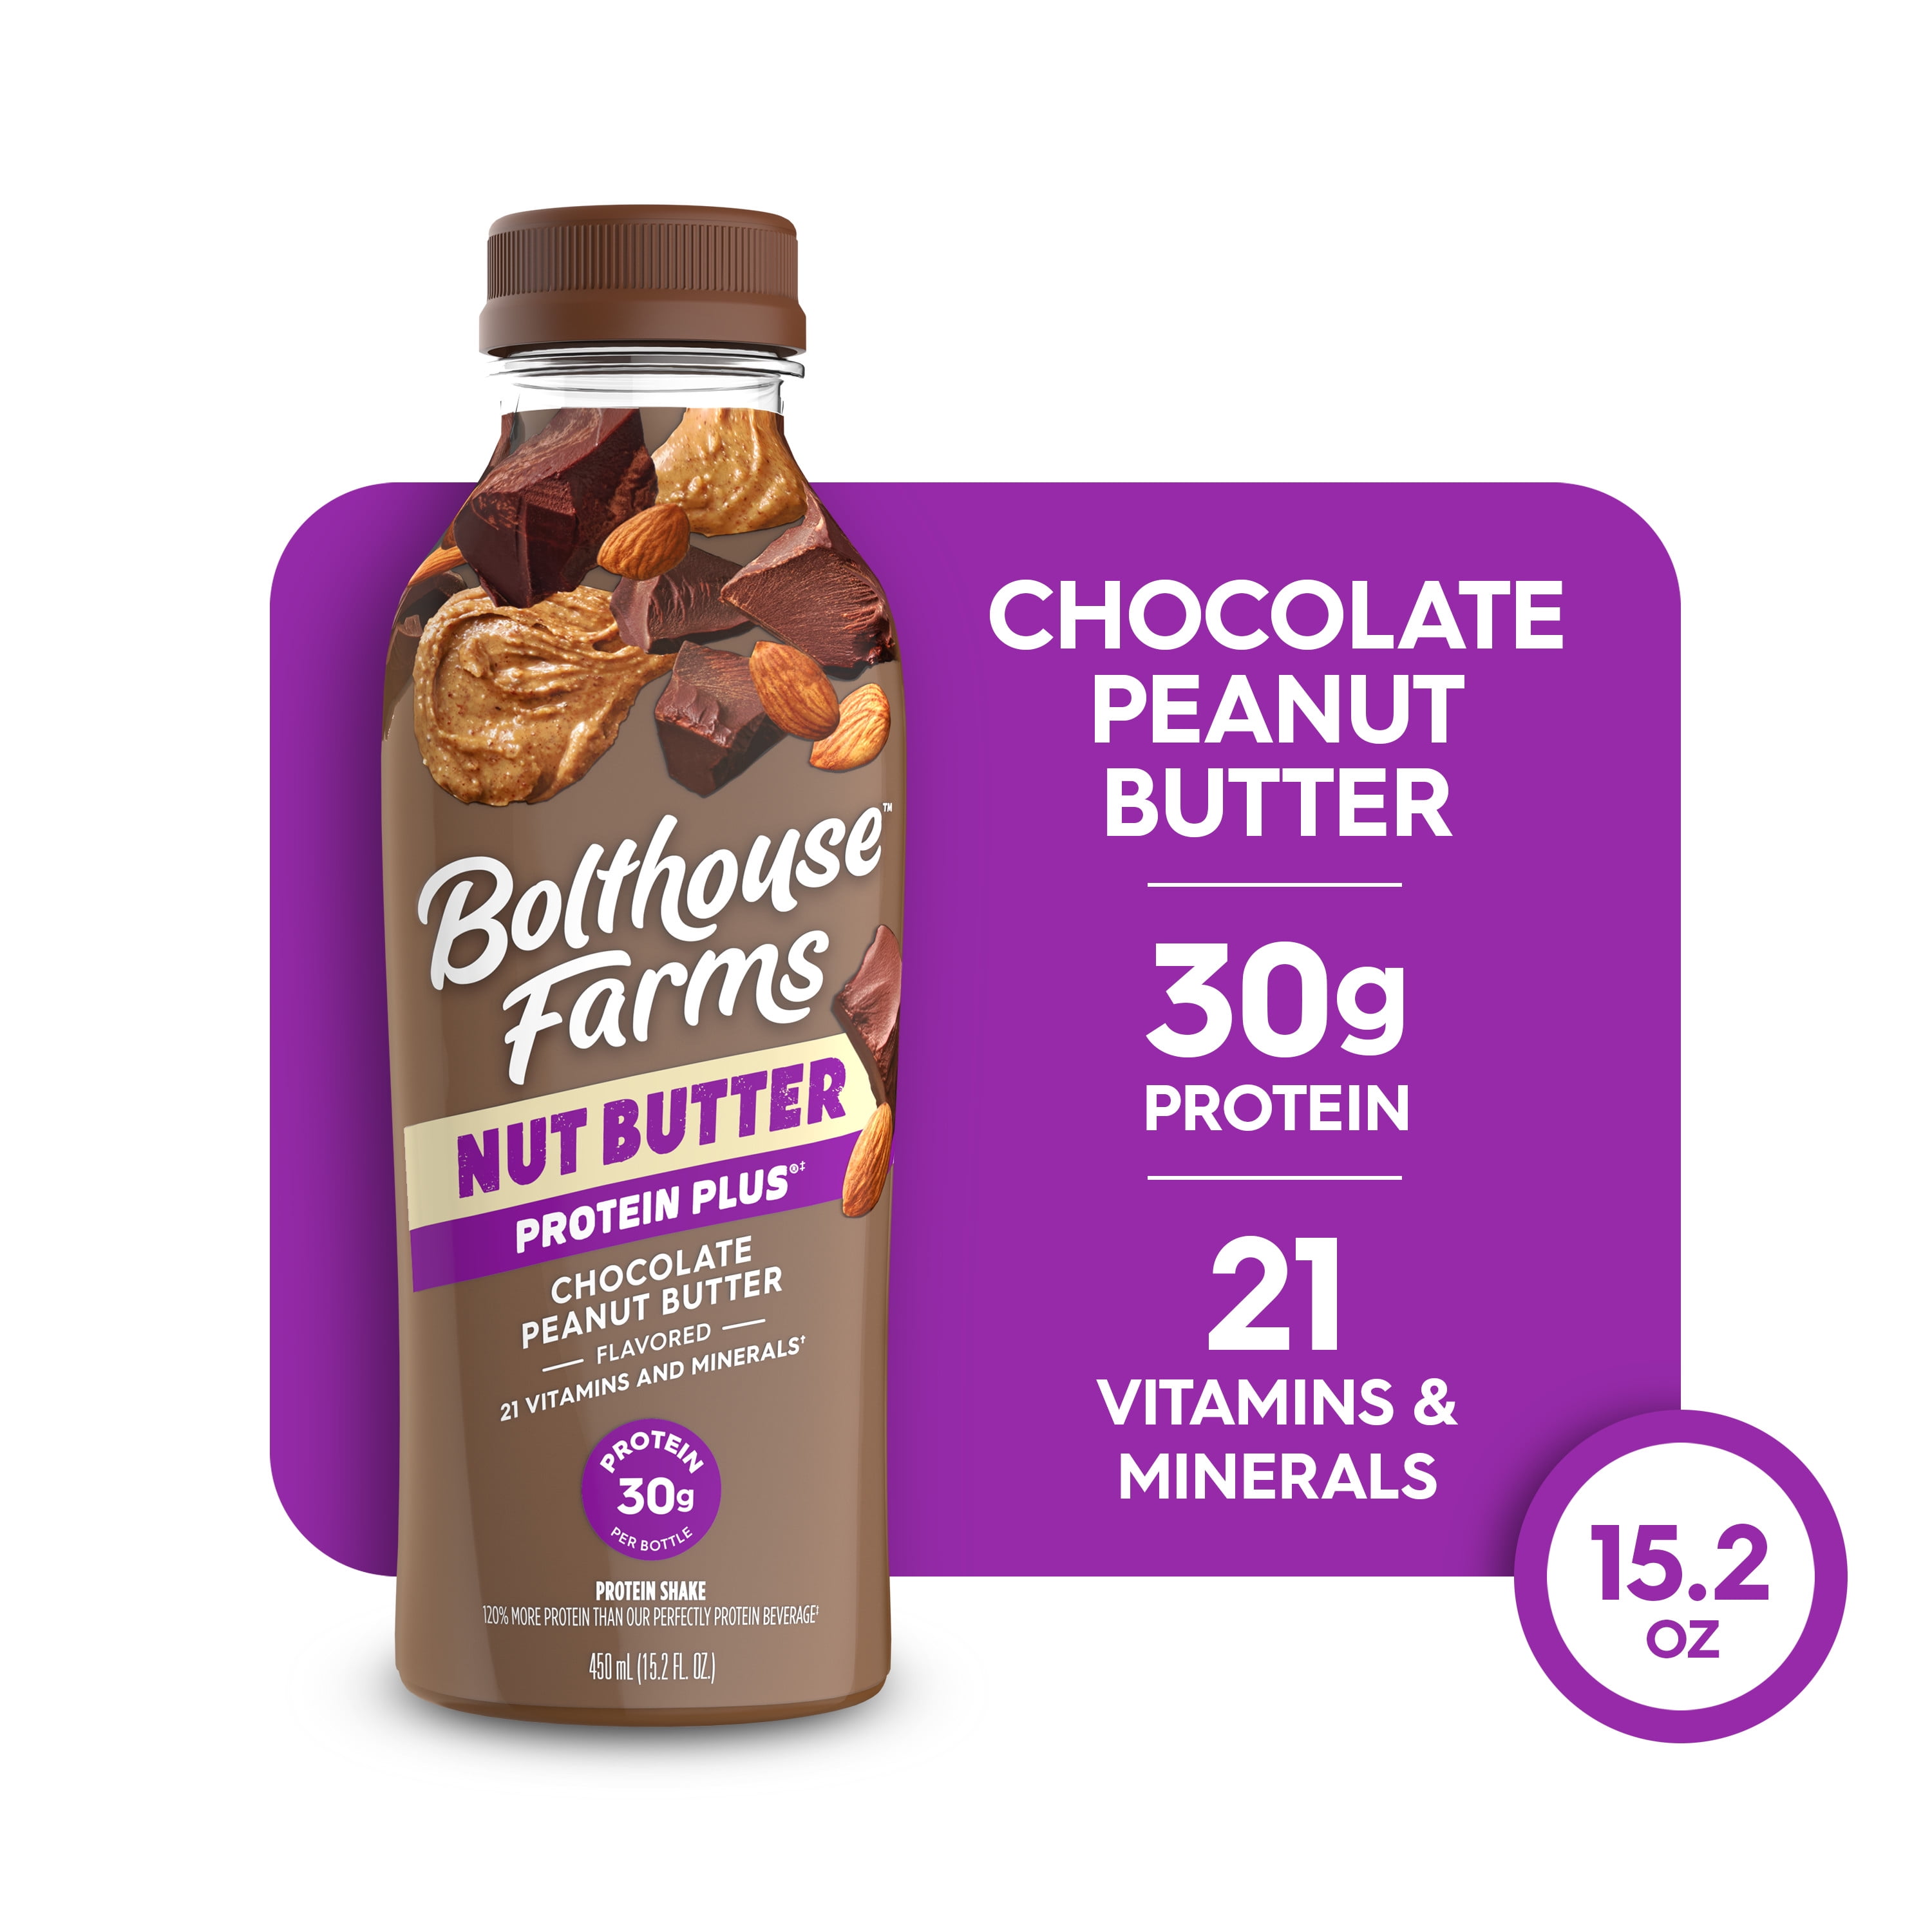 Bolthouse™
Farms
NUT BUTTER
PROTEIN PLUS®‡
CHOCOLATE
PEANUT BUTTER
FLAVORED
21 VITAMINS AND MINERALS†
PROTEIN
30g
PER BOTTLE
PROTEIN SHAKE
120% MORE PROTEIN THAN OUR PERFECTLY PROTEIN BEVERAGE‡
450 mL (15.2 FL. OZ.)
CHOCOLATE
PEANUT
BUTTER
30g
PROTEIN
21
VITAMINS &
MINERALS
15.2
OZ